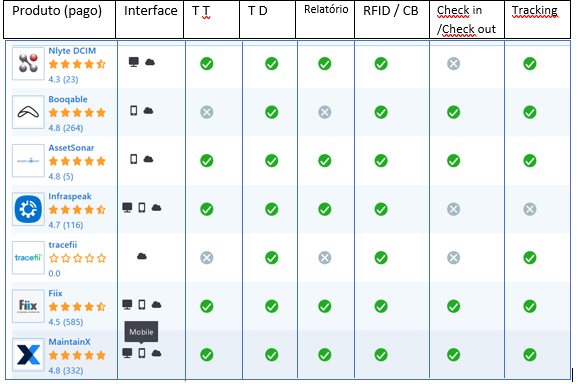 Produto (pago) Interface T T T D Relatório RFID / CB Check in /Check out Tracking
Nlyte DCIM
4.3 (23)
Booqable
4.8 (264)
AssetSonar
4.8 (5)
Infraspeak
4.7 (116)
tracefii
tracefii
0.0
Fiix
fiix
4.5 (585)
Mobile
MaintainX
4.8 (332)